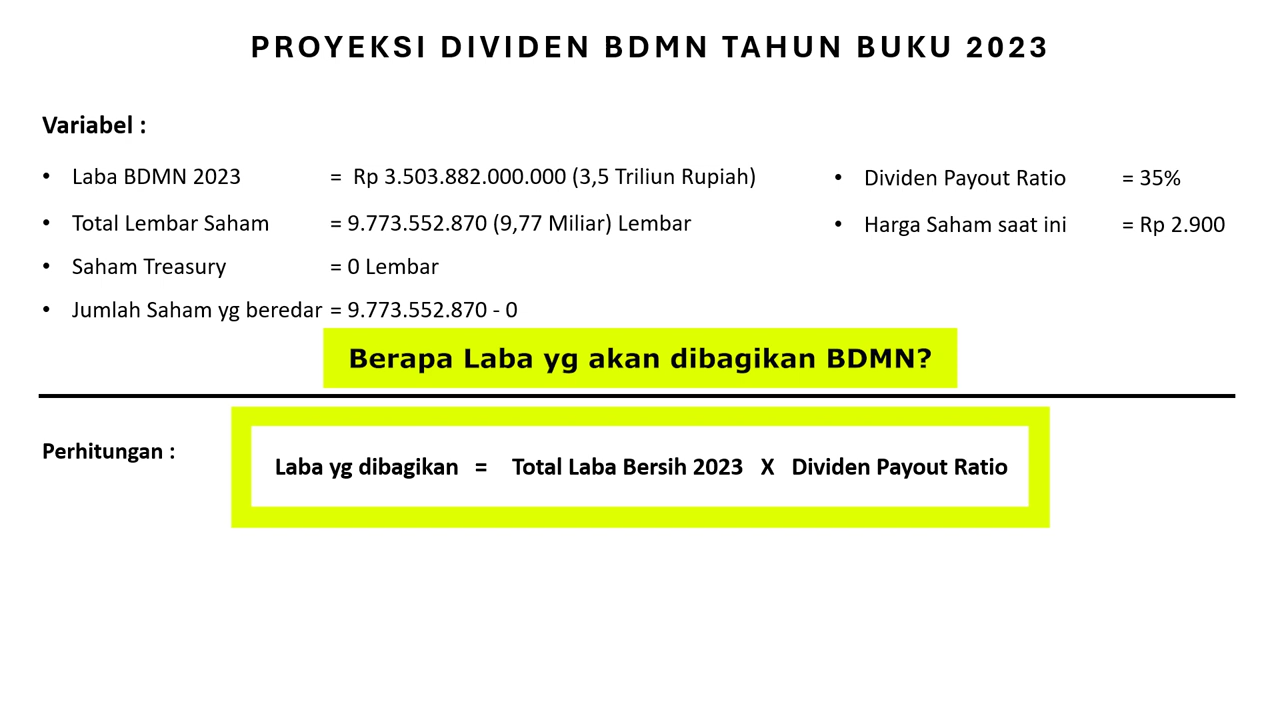 PROYEKSI DIVIDEN BDMN TAHUN BUKU 2023
Variabel :
• Laba BDMN 2023 = Rp 3.503.882.000.000 (3,5 Triliun Rupiah)
• Total Lembar Saham = 9.773.552.870 (9,77 Miliar) Lembar
• Saham Treasury = 0 Lembar
• Jumlah Saham yg beredar = 9.773.552.870 - 0
• Dividen Payout Ratio = 35%
• Harga Saham saat ini = Rp 2.900
Berapa Laba yg akan dibagikan BDMN?
Perhitungan :
Laba yg dibagikan = Total Laba Bersih 2023 X Dividen Payout Ratio